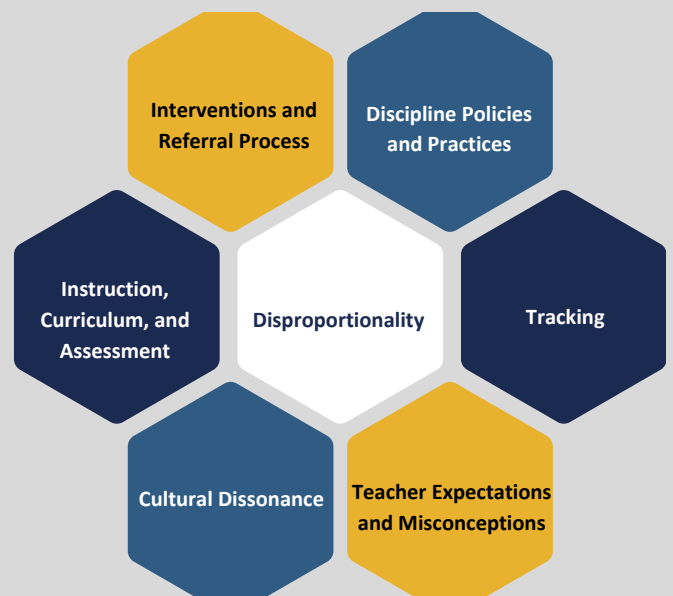 Interventions and
Referral Process
Discipline Policies
and Practices
Instruction,
Curriculum, and
Assessment
Disproportionality
Tracking
Cultural Dissonance
Teacher Expectations
and Misconceptions